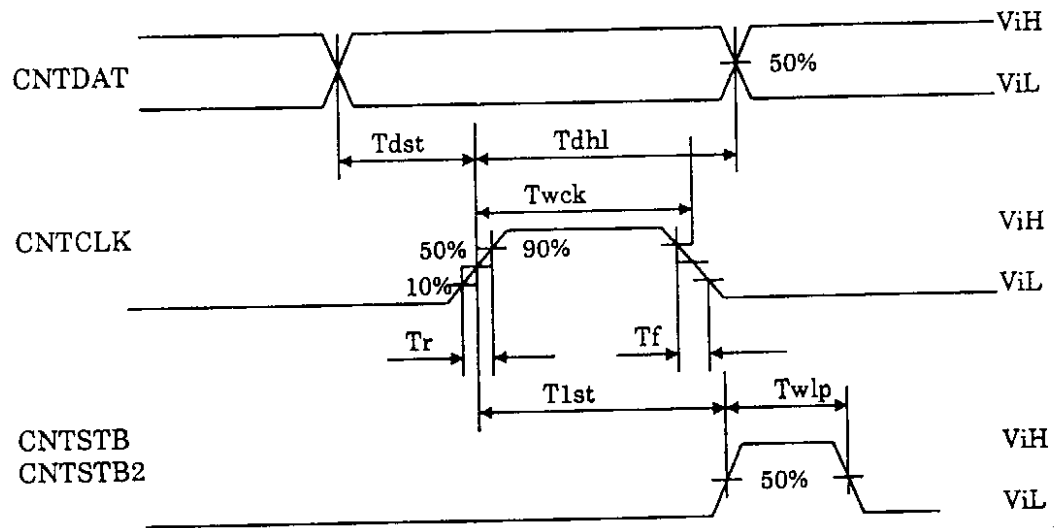 ViH
CNTDAT
50%
ViL
Tdst
Tdhl
Twck
ViH
CNTCLK
50%
90%
10%
ViL
Tr
Tf
T1st
Twlp
CNTSTB
ViH
CNTSTB2
50%
ViL